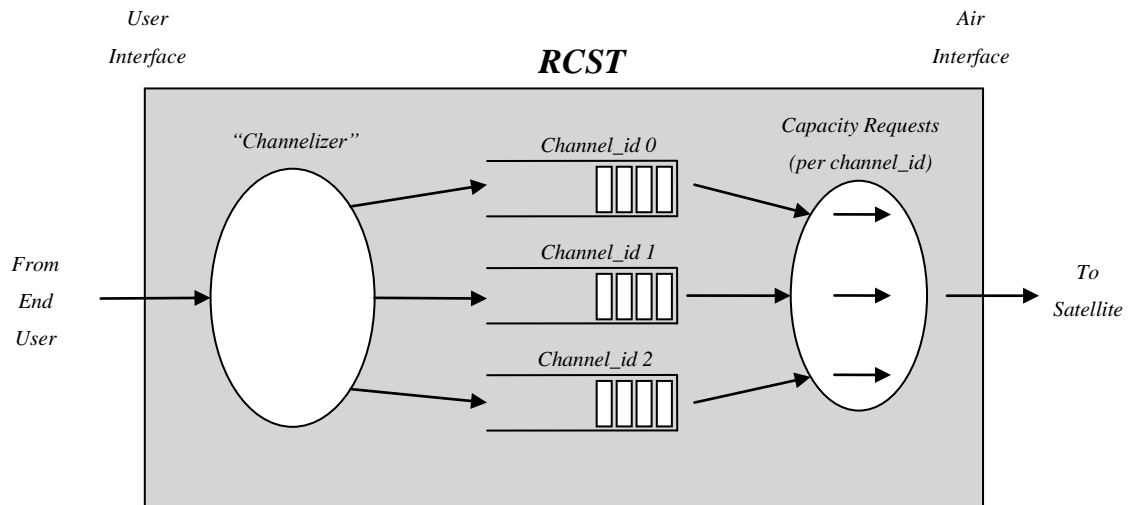 User
Interface
Air
Interface
RCST
“Channelizer”
Capacity Requests
(per channel_id)
Channel_id 0
Channel_id 1
Channel_id 2
From
End
User
To
Satellite